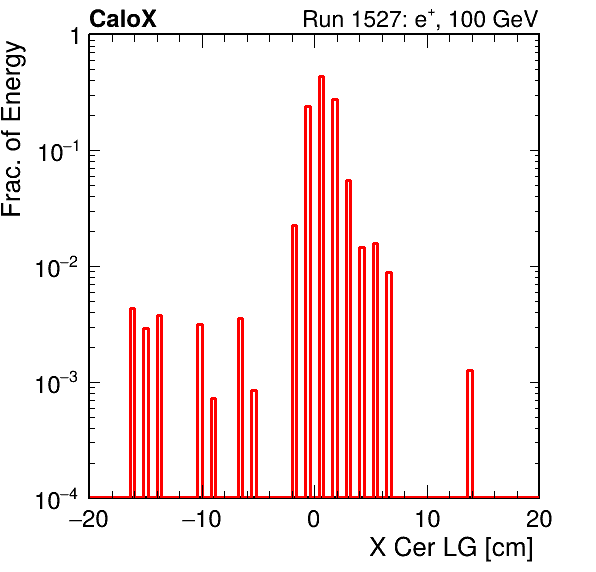 CaloX Run 1527: e⁺, 100 GeV
Frac. of Energy
1
10⁻¹
10⁻²
10⁻³
10⁻⁴
−20 −10 0 10 20
X Cer LG [cm]